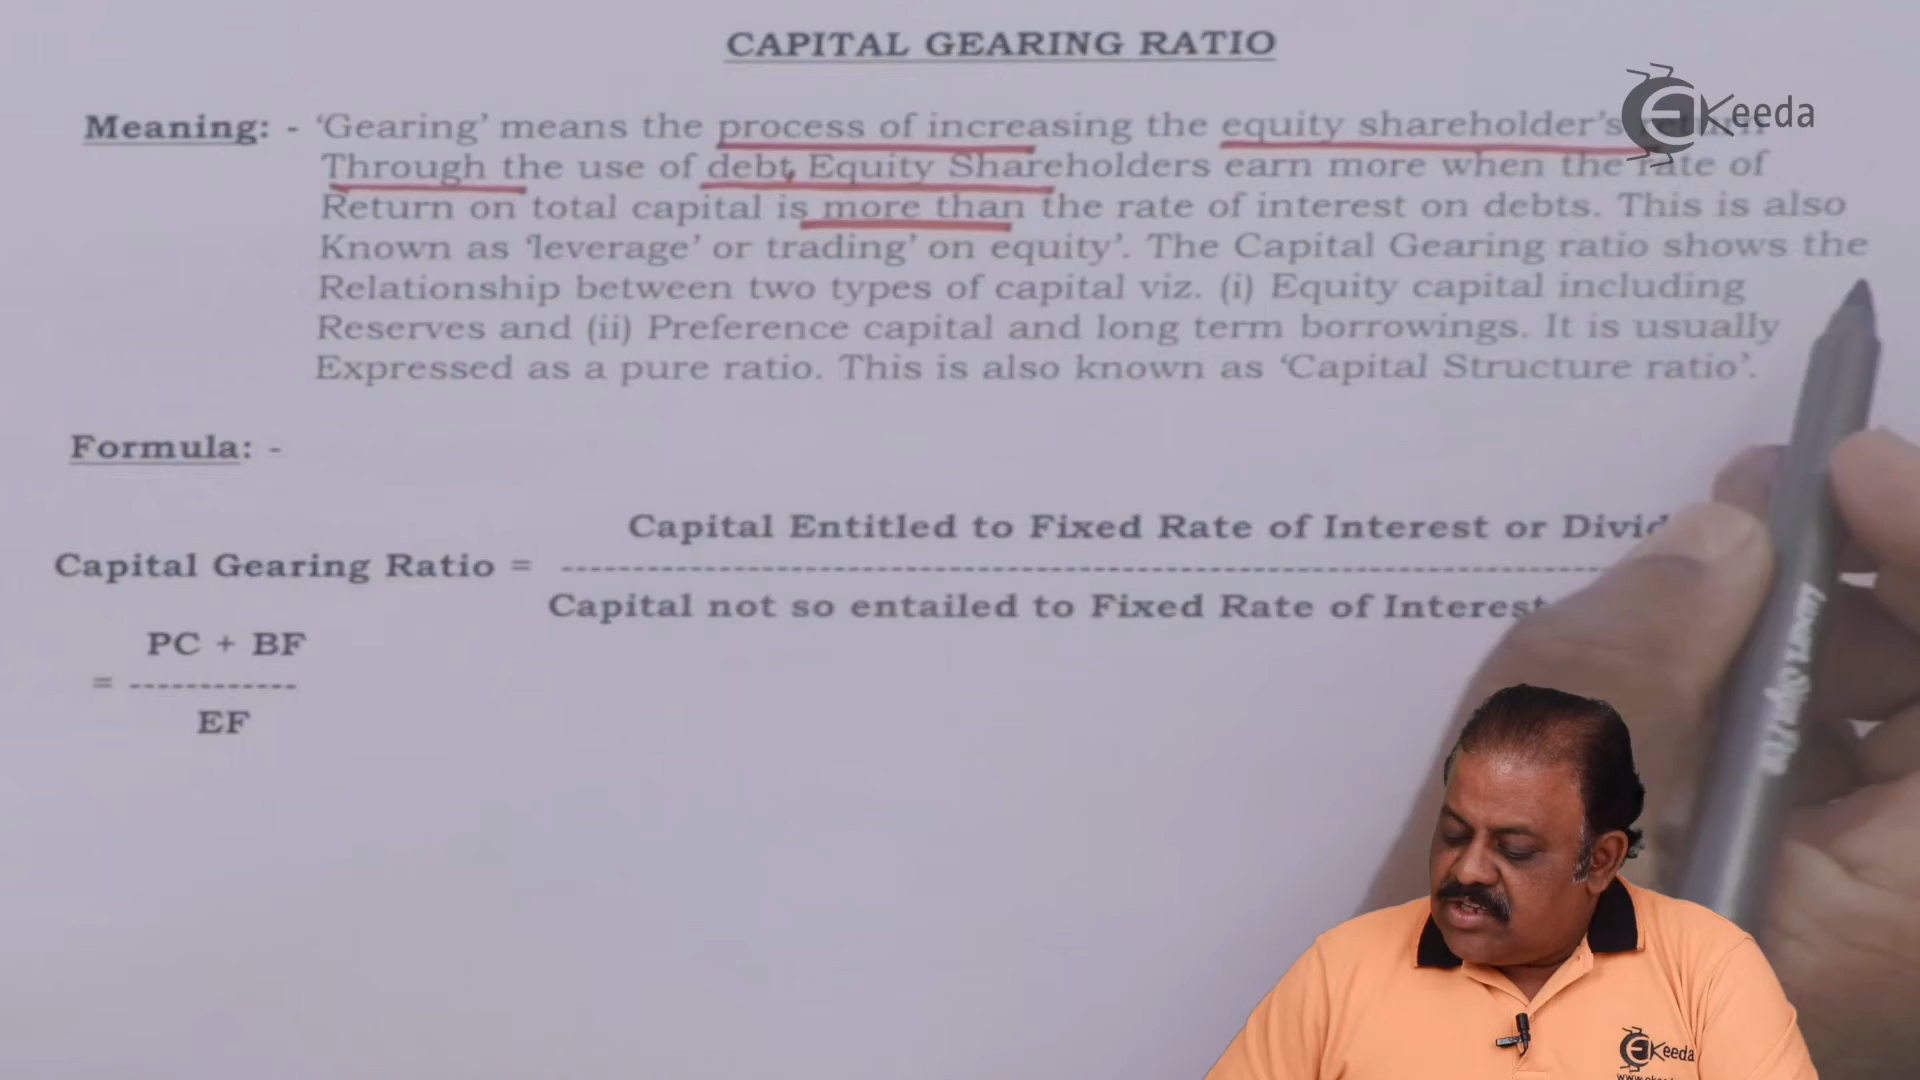 CAPITAL GEARING RATIO
EKeeda
Meaning: - ‘Gearing’ means the process of increasing the equity shareholder’s
Through the use of debt, Equity Shareholders earn more when the rate of
Return on total capital is more than the rate of interest on debts. This is also
Known as ‘leverage’ or trading’ on equity’. The Capital Gearing ratio shows the
Relationship between two types of capital viz. (i) Equity capital including
Reserves and (ii) Preference capital and long term borrowings. It is usually
Expressed as a pure ratio. This is also known as ‘Capital Structure ratio’.
Formula: -
Capital Entitled to Fixed Rate of Interest or
Capital Gearing Ratio = ------------------------------------------------------------
Capital not so entailed to Fixed Rate of Interest
PC + BF
= ------------
EF
EKeeda